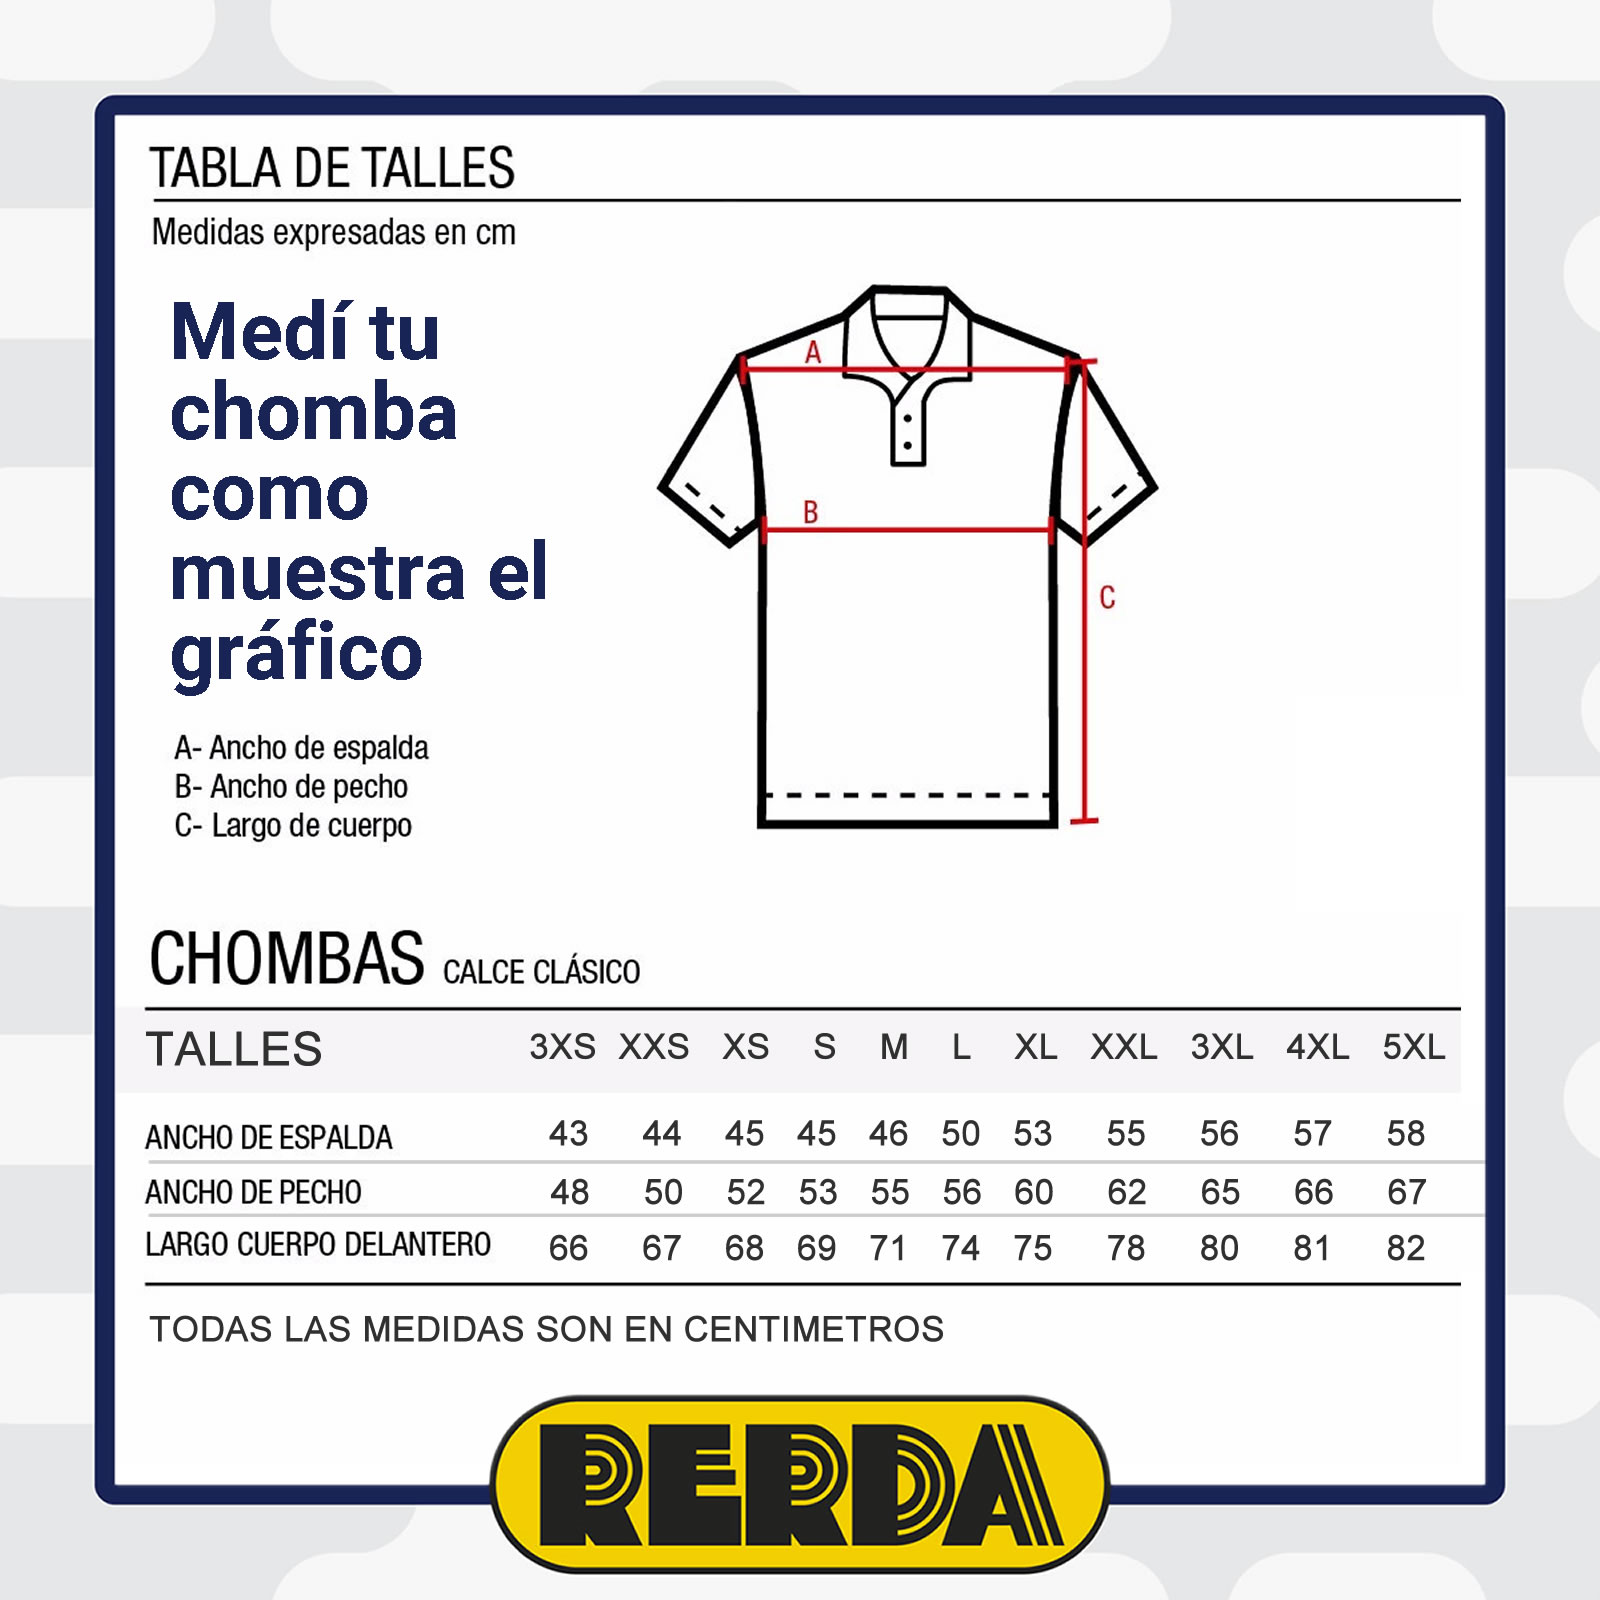 TABLA DE TALLES
Medidas expresadas en cm
Medí tu
chomba
como
muestra el
gráfico
A
B
C
A- Ancho de espalda
B- Ancho de pecho
C- Largo de cuerpo
CHOMBAS CALCE CLÁSICO
TALLES 3XS XXS XS S M L XL XXL 3XL 4XL 5XL
ANCHO DE ESPALDA 43 44 45 45 46 50 53 55 56 57 58
ANCHO DE PECHO 48 50 52 53 55 56 60 62 65 66 67
LARGO CUERPO DELANTERO 66 67 68 69 71 74 75 78 80 81 82
TODAS LAS MEDIDAS SON EN CENTIMETROS
RERDA